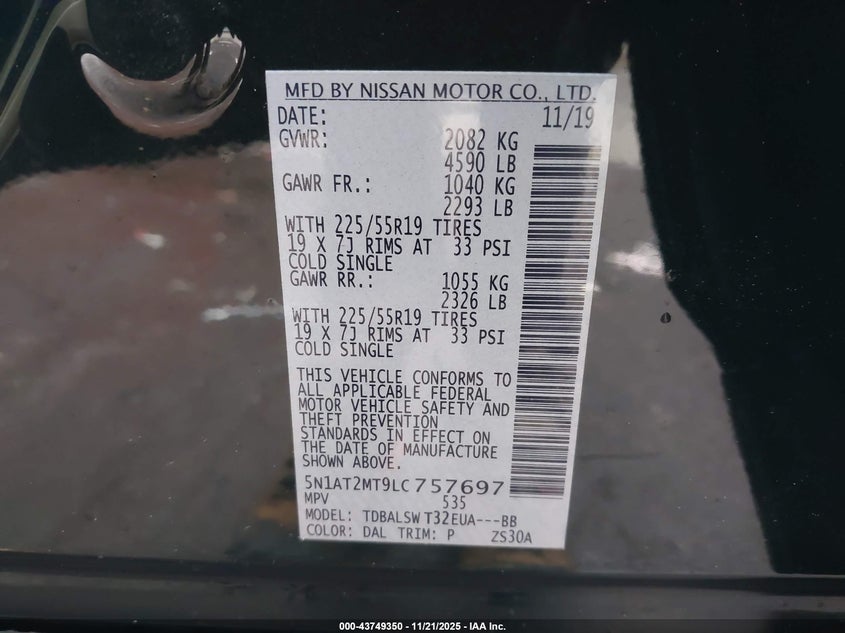 MFD BY NISSAN MOTOR CO., LTD.
DATE: 11/19
GVWR: 2082 KG
4590 LB
GAWR FR.: 1040 KG
2293 LB
WITH 225/55R19 TIRES
19 X 7J RIMS AT 33 PSI
COLD SINGLE
GAWR RR.: 1055 KG
2326 LB
WITH 225/55R19 TIRES
19 X 7J RIMS AT 33 PSI
COLD SINGLE
THIS VEHICLE CONFORMS TO
ALL APPLICABLE FEDERAL
MOTOR VEHICLE SAFETY AND
THEFT PREVENTION
STANDARDS IN EFFECT ON
THE DATE OF MANUFACTURE
SHOWN ABOVE.
5N1AT2MT9LC757697
MPV 535
MODEL: TDBALSW T32EUA---BB
COLOR: DAL TRIM: P ZS30A
000-43749350 - 11/21/2025 - IAA Inc.